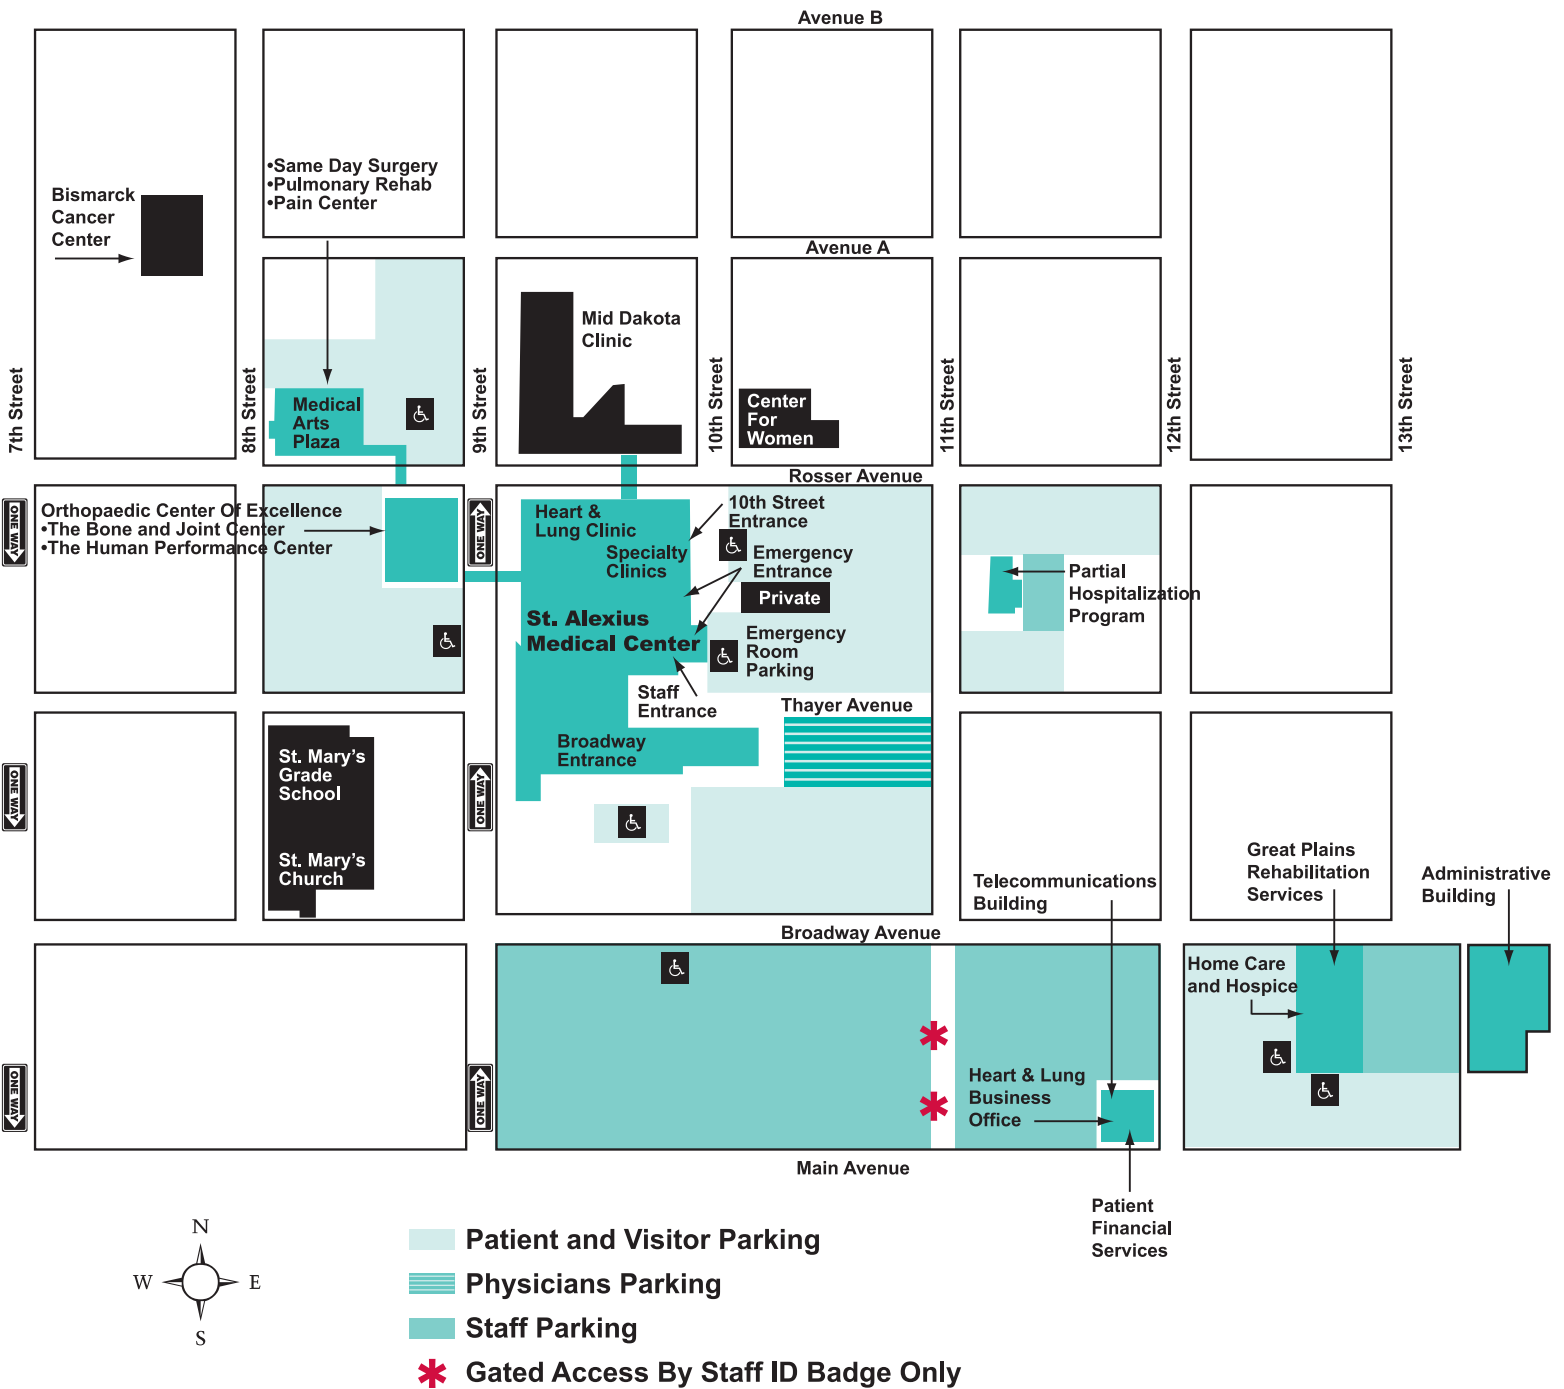 Avenue B
•Same Day Surgery
•Pulmonary Rehab
•Pain Center
Bismarck
Cancer
Center
Avenue A
Mid Dakota
Clinic
7th Street
8th Street
9th Street
10th Street
11th Street
12th Street
13th Street
Medical
Arts
Plaza
Center
For
Women
Rosser Avenue
ONE WAY
ONE WAY
Orthopaedic Center Of Excellence
•The Bone and Joint Center
•The Human Performance Center
Heart &
Lung Clinic
Specialty
Clinics
10th Street
Entrance
Emergency
Entrance
Private
Partial
Hospitalization
Program
St. Alexius
Medical Center
Emergency
Room
Parking
Staff
Entrance
Thayer Avenue
Broadway
Entrance
ONE WAY
ONE WAY
St. Mary's
Grade
School
St. Mary's
Church
Telecommunications
Building
Great Plains
Rehabilitation
Services
Administrative
Building
Broadway Avenue
Home Care
and Hospice
ONE WAY
ONE WAY
Heart & Lung
Business
Office
Main Avenue
Patient
Financial
Services
N
W
E
S
Patient and Visitor Parking
Physicians Parking
Staff Parking
Gated Access By Staff ID Badge Only